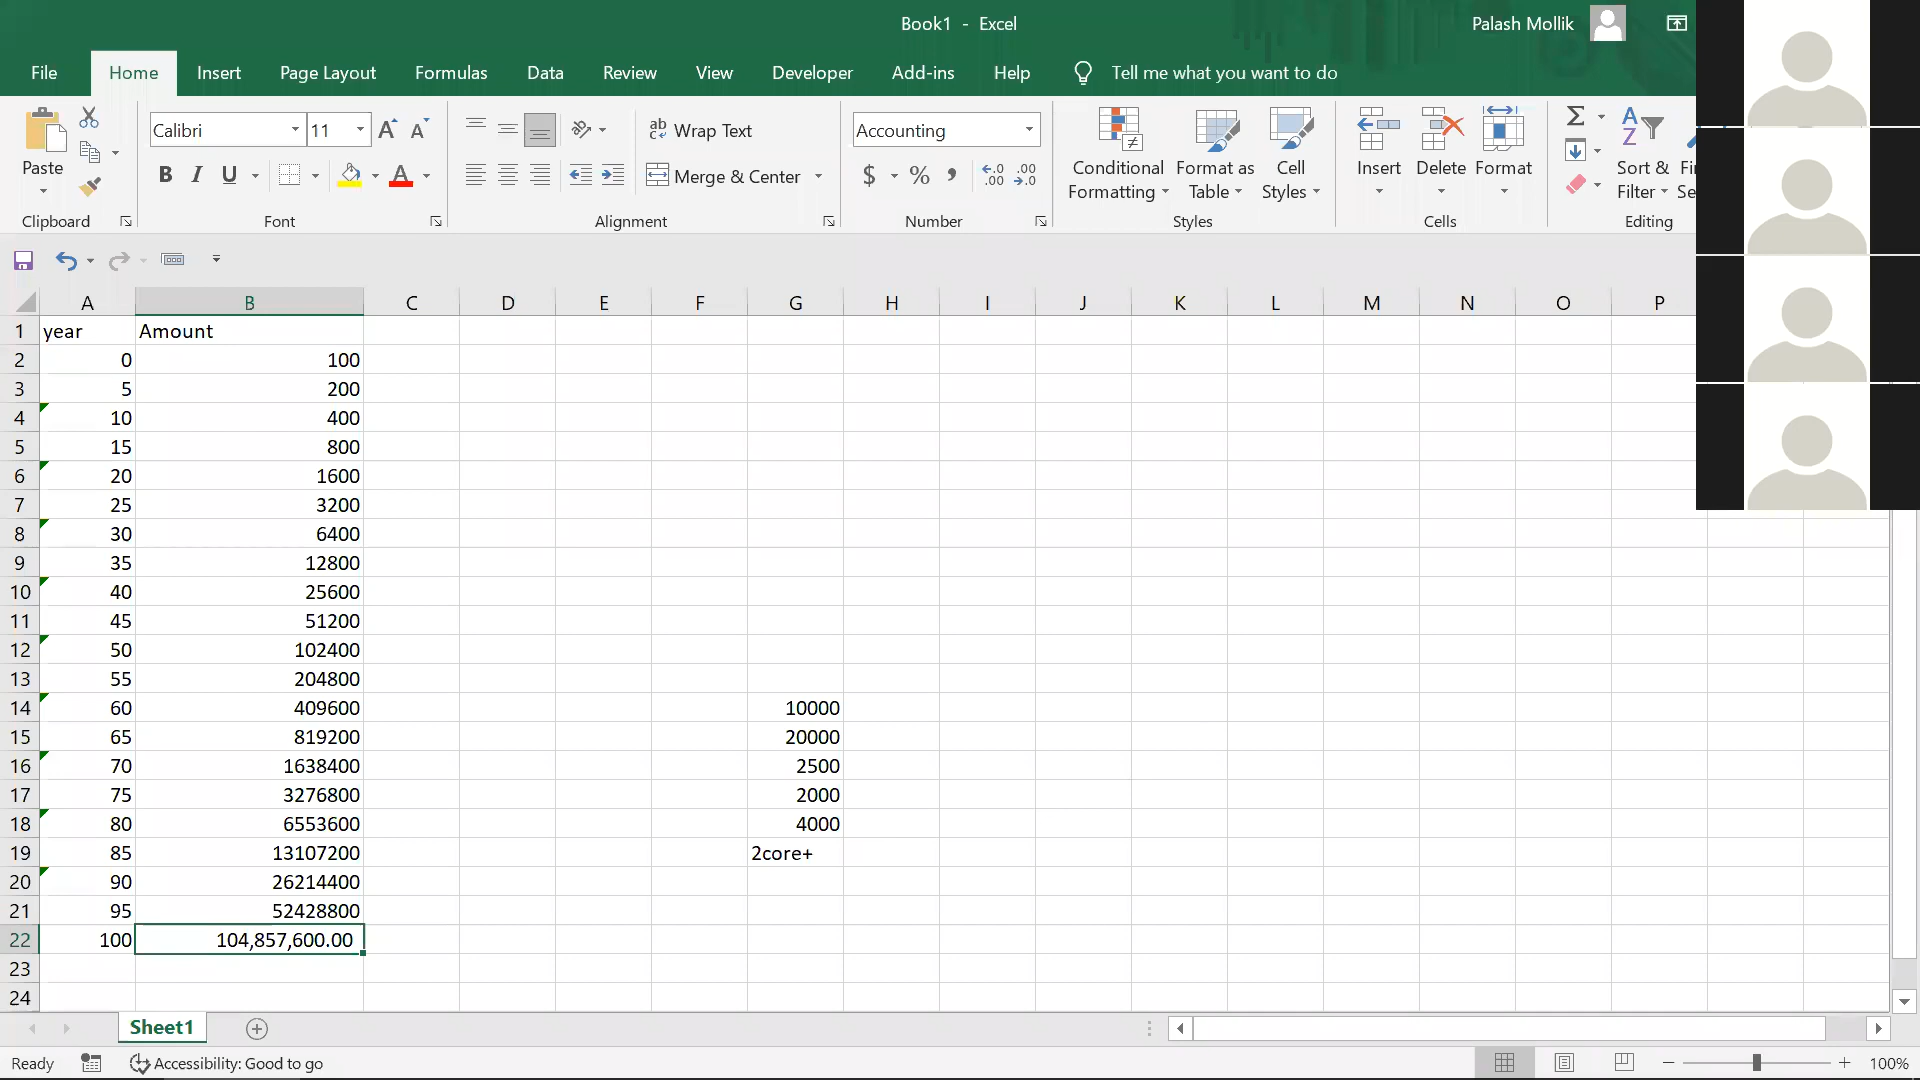 Book1 - Excel
Palash Mollik
File Home Insert Page Layout Formulas Data Review View Developer Add-ins Help Tell me what you want to do
Paste
Clipboard
Calibri 11
A A
B I U A
Font
ab Wrap Text
Merge & Center
Alignment
Accounting
$ % , .0 .00 .00 .0
Number
Conditional Formatting
Format as Table
Cell Styles
Styles
Insert Delete Format
Cells
Σ
A Z
Sort & Filter
Editing
A B C D E F G H I J K L M N O P
1 year Amount
2 0 100
3 5 200
4 10 400
5 15 800
6 20 1600
7 25 3200
8 30 6400
9 35 12800
10 40 25600
11 45 51200
12 50 102400
13 55 204800
14 60 409600 10000
15 65 819200 20000
16 70 1638400 2500
17 75 3276800 2000
18 80 6553600 4000
19 85 13107200 2core+
20 90 26214400
21 95 52428800
22 100 104,857,600.00
23
24
Sheet1
Ready Accessibility: Good to go 100%